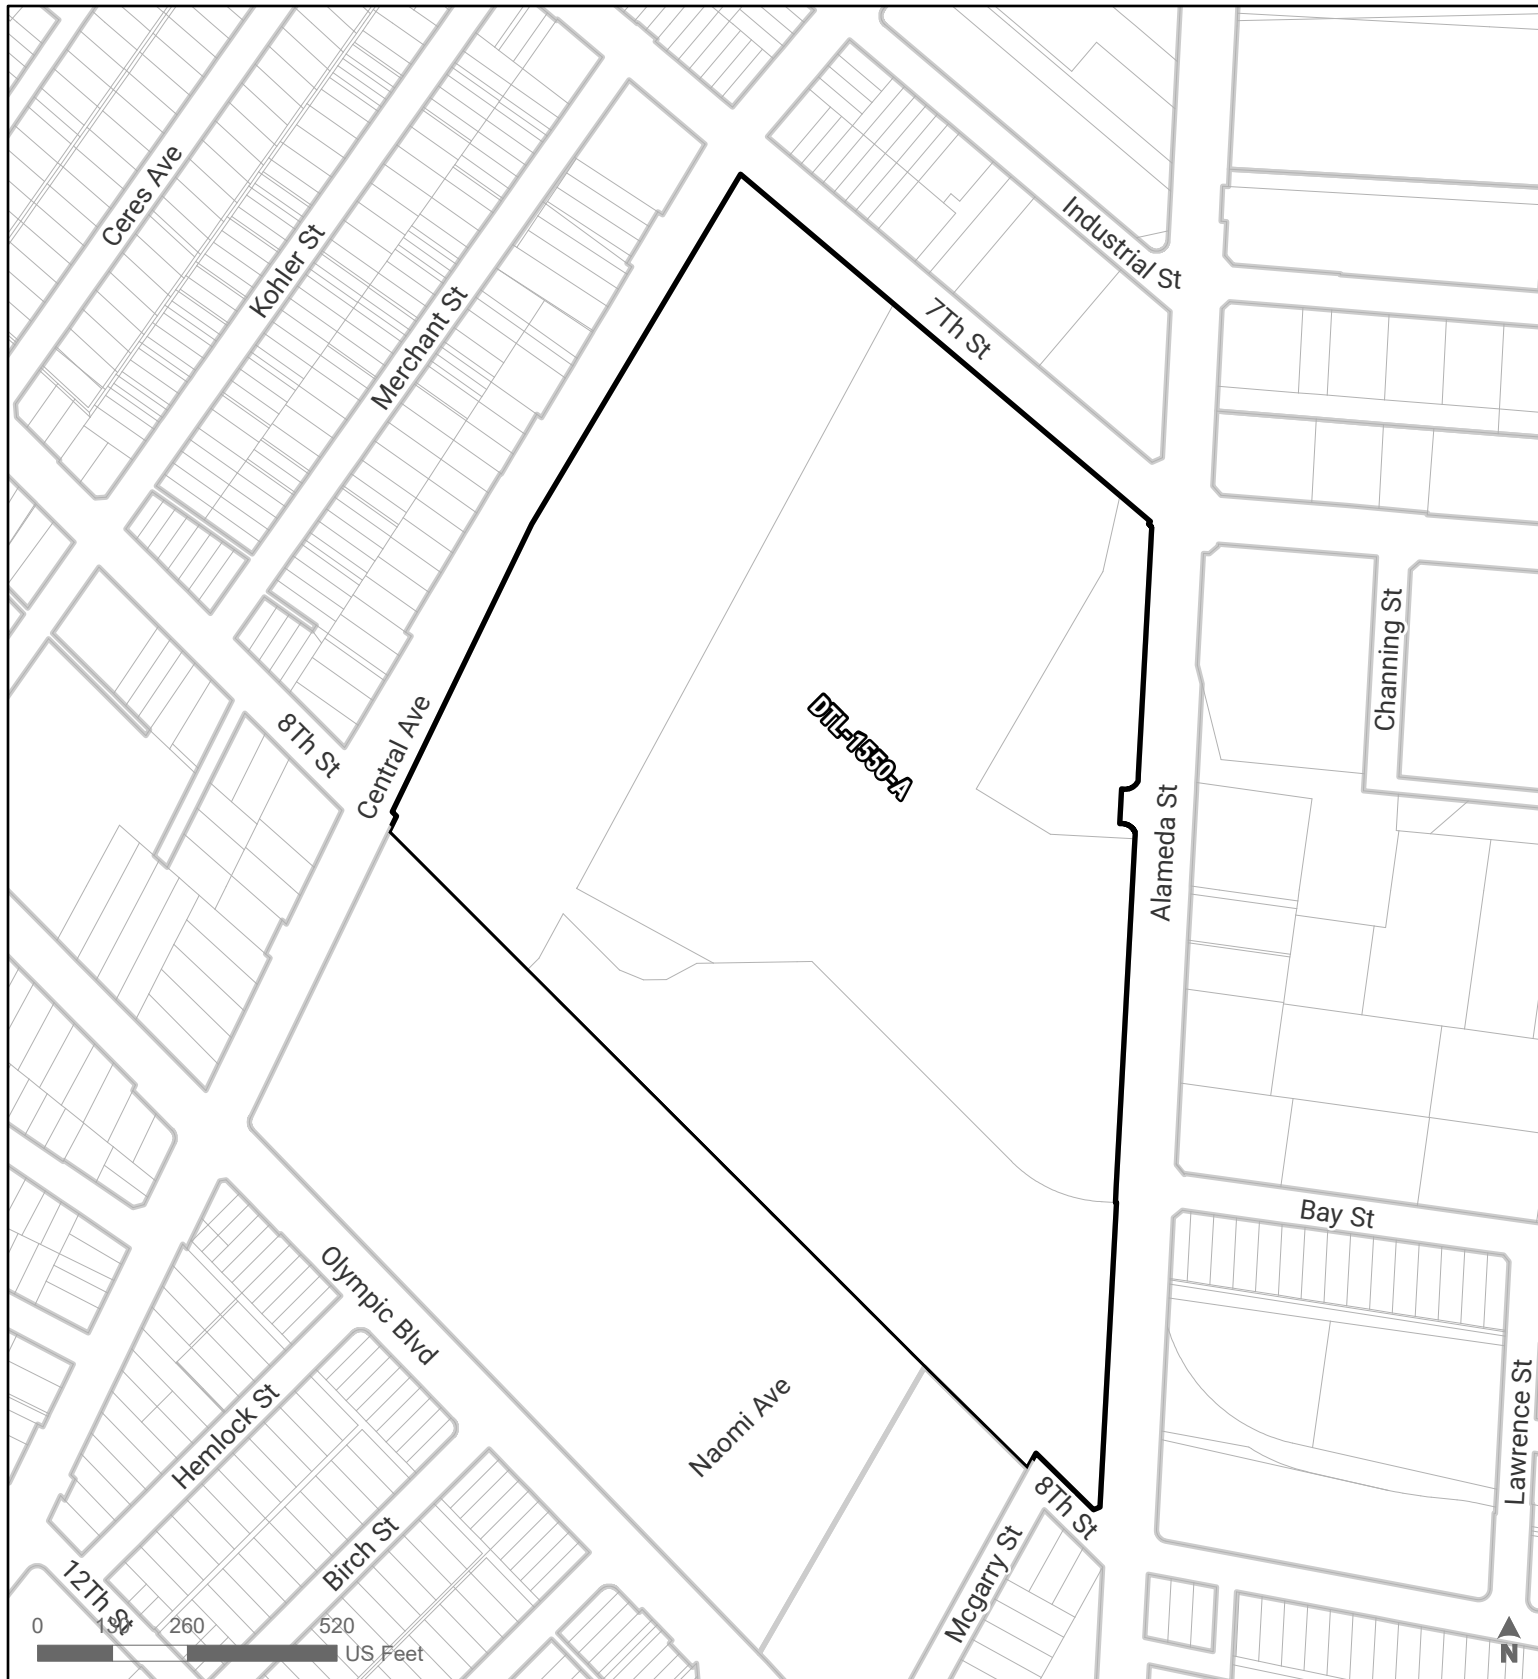 Ceres Ave
Kohler St
Merchant St
Industrial St
7Th St
Channing St
DTL-1550-A
8Th St
Central Ave
Alameda St
Bay St
Olympic Blvd
Naomi Ave
Hemlock St
Birch St
12Th St
8Th St
Mcgarry St
Lawrence St
0 130 260 520
US Feet
N